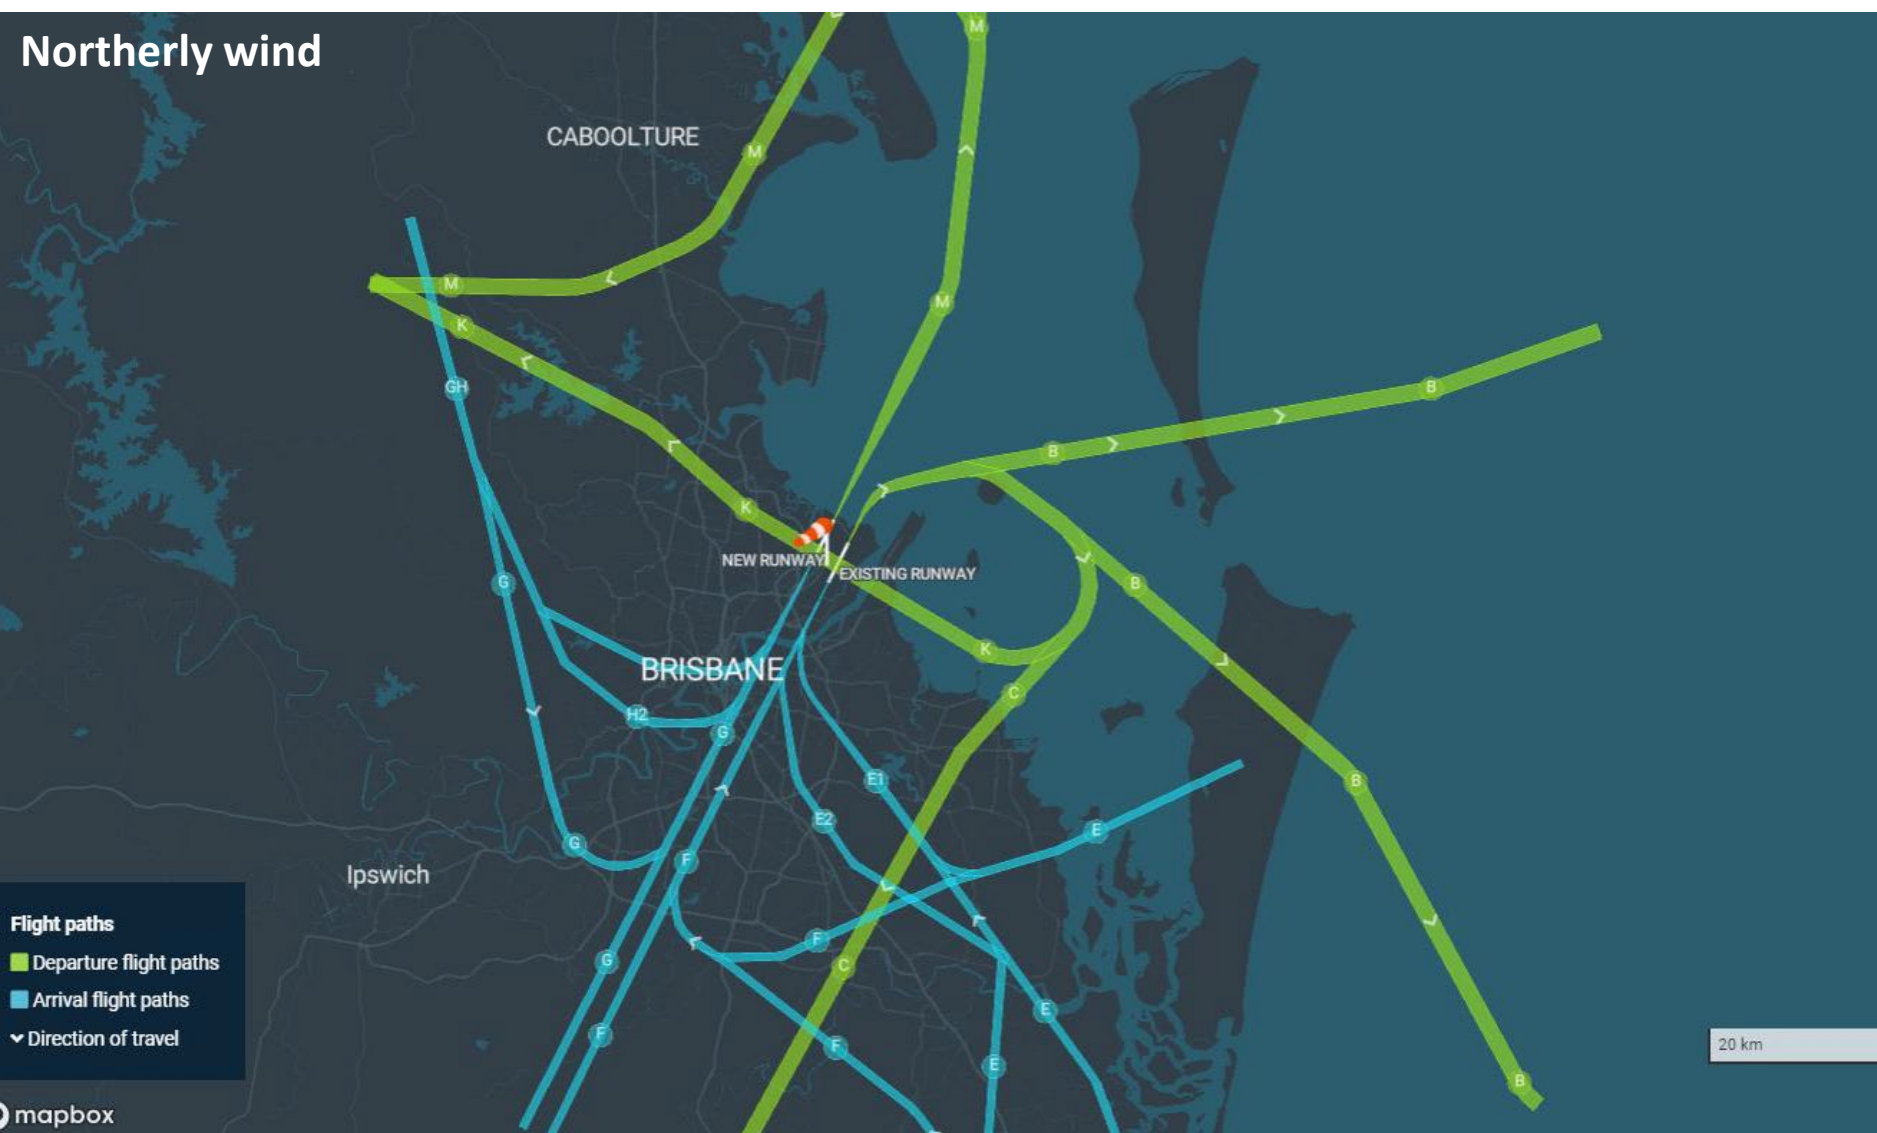 Northerly wind
M
CABOOLTURE
M
M
M
K
GH
B
B
K
NEW RUNWAY
EXISTING RUNWAY
G
B
K
BRISBANE
C
H2
G
E1
B
E2
E
G
F
Ipswich
F
G
C
E
F
F
E
B
Flight paths
Departure flight paths
Arrival flight paths
Direction of travel
20 km
mapbox